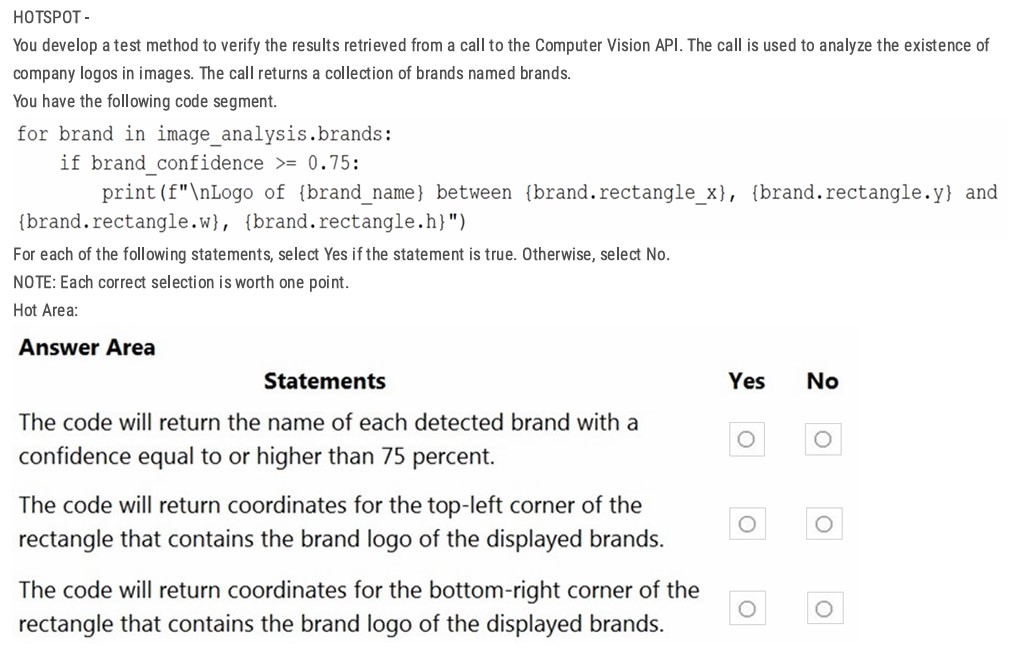 HOTSPOT -
You develop a test method to verify the results retrieved from a call to the Computer Vision API. The call is used to analyze the existence of
company logos in images. The call returns a collection of brands named brands.
You have the following code segment.
for brand in image_analysis.brands:
    if brand_confidence >= 0.75:
        print(f"\nLogo of {brand_name} between {brand.rectangle_x}, {brand.rectangle.y} and
{brand.rectangle.w}, {brand.rectangle.h}")
For each of the following statements, select Yes if the statement is true. Otherwise, select No.
NOTE: Each correct selection is worth one point.
Hot Area:
Answer Area
Statements Yes No
The code will return the name of each detected brand with a
confidence equal to or higher than 75 percent.
The code will return coordinates for the top-left corner of the
rectangle that contains the brand logo of the displayed brands.
The code will return coordinates for the bottom-right corner of the
rectangle that contains the brand logo of the displayed brands.